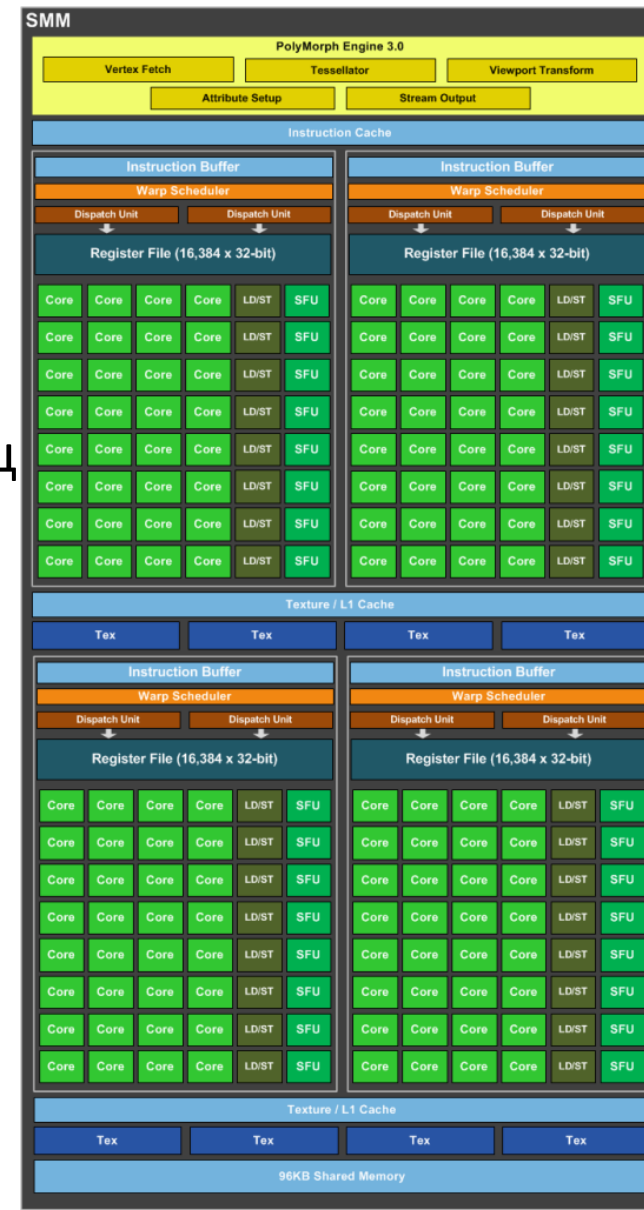 SMM
PolyMorph Engine 3.0
Vertex Fetch Tessellator Viewport Transform
Attribute Setup Stream Output
Instruction Cache
Instruction Buffer Instruction Buffer
Warp Scheduler Warp Scheduler
Dispatch Unit Dispatch Unit Dispatch Unit Dispatch Unit
Register File (16,384 x 32-bit) Register File (16,384 x 32-bit)
Core Core Core Core LD/ST SFU Core Core Core Core LD/ST SFU
Core Core Core Core LD/ST SFU Core Core Core Core LD/ST SFU
Core Core Core Core LD/ST SFU Core Core Core Core LD/ST SFU
Core Core Core Core LD/ST SFU Core Core Core Core LD/ST SFU
ц Core Core Core Core LD/ST SFU Core Core Core Core LD/ST SFU
Core Core Core Core LD/ST SFU Core Core Core Core LD/ST SFU
Core Core Core Core LD/ST SFU Core Core Core Core LD/ST SFU
Core Core Core Core LD/ST SFU Core Core Core Core LD/ST SFU
Texture / L1 Cache
Tex Tex Tex Tex
Instruction Buffer Instruction Buffer
Warp Scheduler Warp Scheduler
Dispatch Unit Dispatch Unit Dispatch Unit Dispatch Unit
Register File (16,384 x 32-bit) Register File (16,384 x 32-bit)
Core Core Core Core LD/ST SFU Core Core Core Core LD/ST SFU
Core Core Core Core LD/ST SFU Core Core Core Core LD/ST SFU
Core Core Core Core LD/ST SFU Core Core Core Core LD/ST SFU
Core Core Core Core LD/ST SFU Core Core Core Core LD/ST SFU
Core Core Core Core LD/ST SFU Core Core Core Core LD/ST SFU
Core Core Core Core LD/ST SFU Core Core Core Core LD/ST SFU
Core Core Core Core LD/ST SFU Core Core Core Core LD/ST SFU
Core Core Core Core LD/ST SFU Core Core Core Core LD/ST SFU
Texture / L1 Cache
Tex Tex Tex Tex
96KB Shared Memory